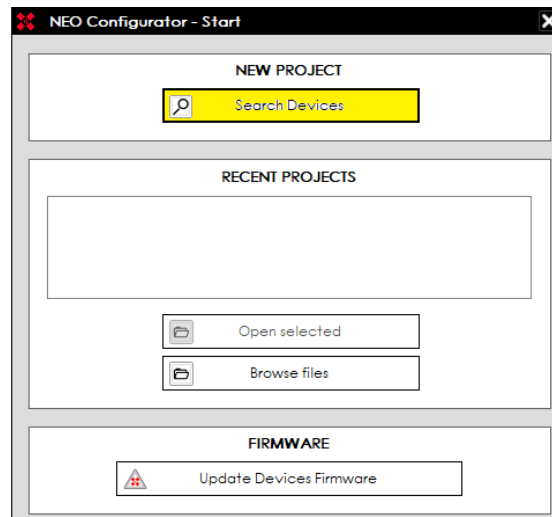 NEO Configurator - Start
NEW PROJECT
Search Devices
RECENT PROJECTS
Open selected
Browse files
FIRMWARE
Update Devices Firmware